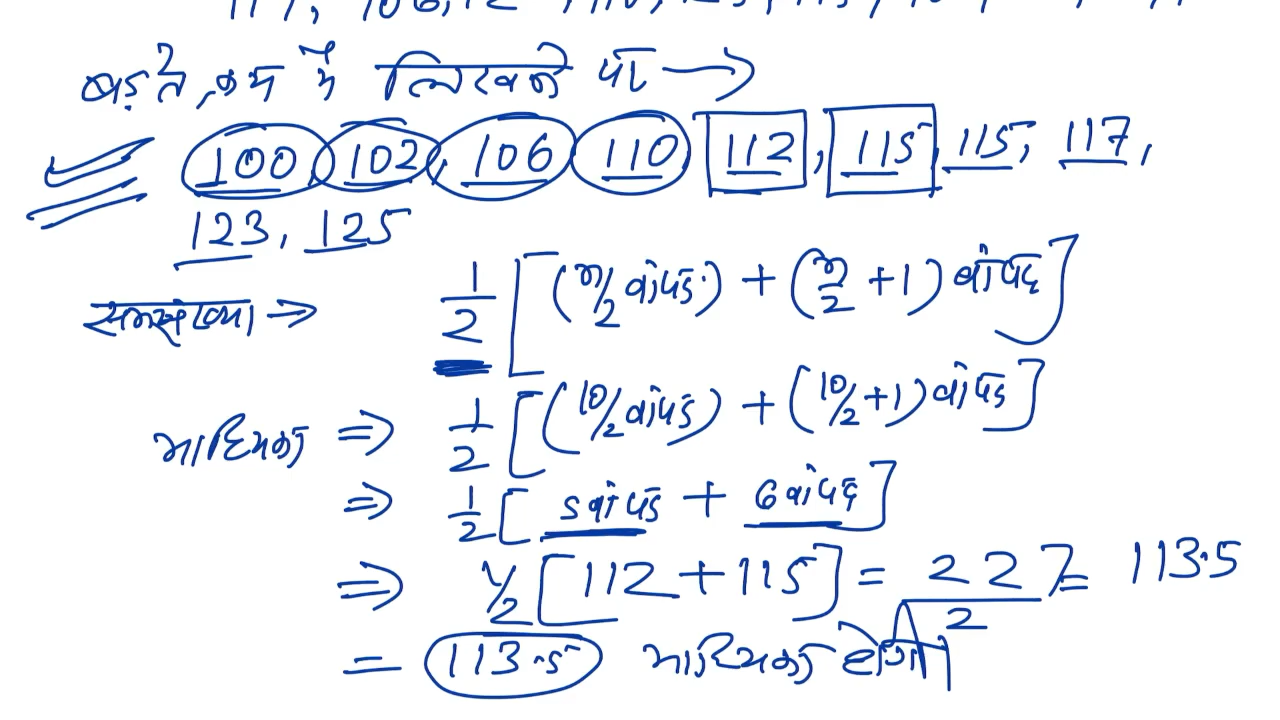 बड़ते क्रम में लिखने पर →
100, 102, 106, 110, 112, 115, 115, 117,
123, 125
समसंख्या ⇒ 1/2 [(n/2 वां पद) + (n/2 + 1) वां पद]
माध्यिका ⇒ 1/2 [(10/2 वां पद) + (10/2 + 1) वां पद]
⇒ 1/2 [5 वां पद + 6 वां पद]
⇒ 1/2 [112 + 115] = 227/2 = 113.5
= 113.5 माध्यिका होगी